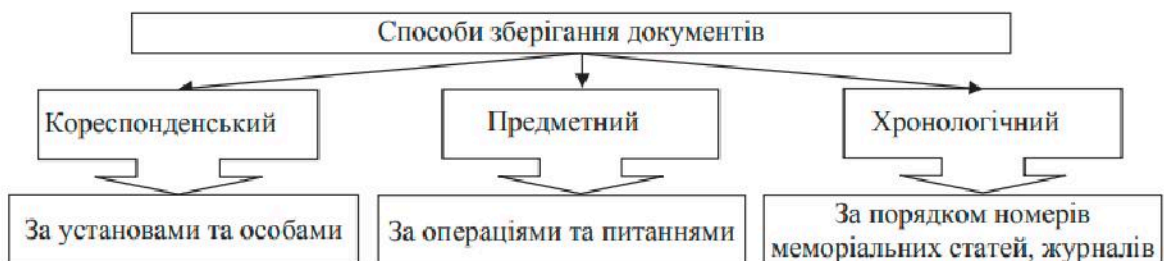 Способи зберігання документів
Кореспонденський
Предметний
Хронологічний
За установами та особами
За операціями та питаннями
За порядком номерів
меморіальних статей, журналів